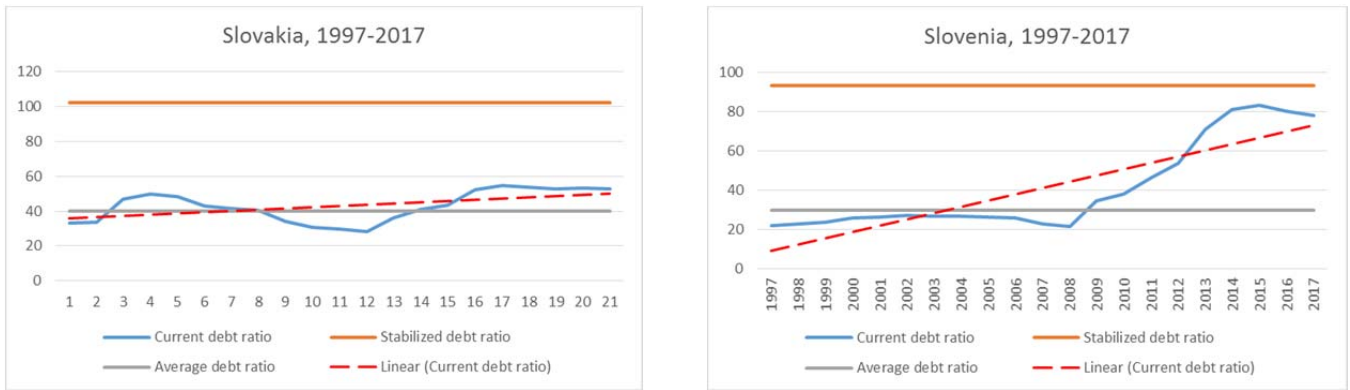 Slovakia, 1997-2017
120
100
80
60
40
20
0
1 2 3 4 5 6 7 8 9 10 11 12 13 14 15 16 17 18 19 20 21
Current debt ratio Stabilized debt ratio
Average debt ratio Linear (Current debt ratio)
Slovenia, 1997-2017
100
80
60
40
20
0
1997 1998 1999 2000 2001 2002 2003 2004 2005 2006 2007 2008 2009 2010 2011 2012 2013 2014 2015 2016 2017
Current debt ratio Stabilized debt ratio
Average debt ratio Linear (Current debt ratio)